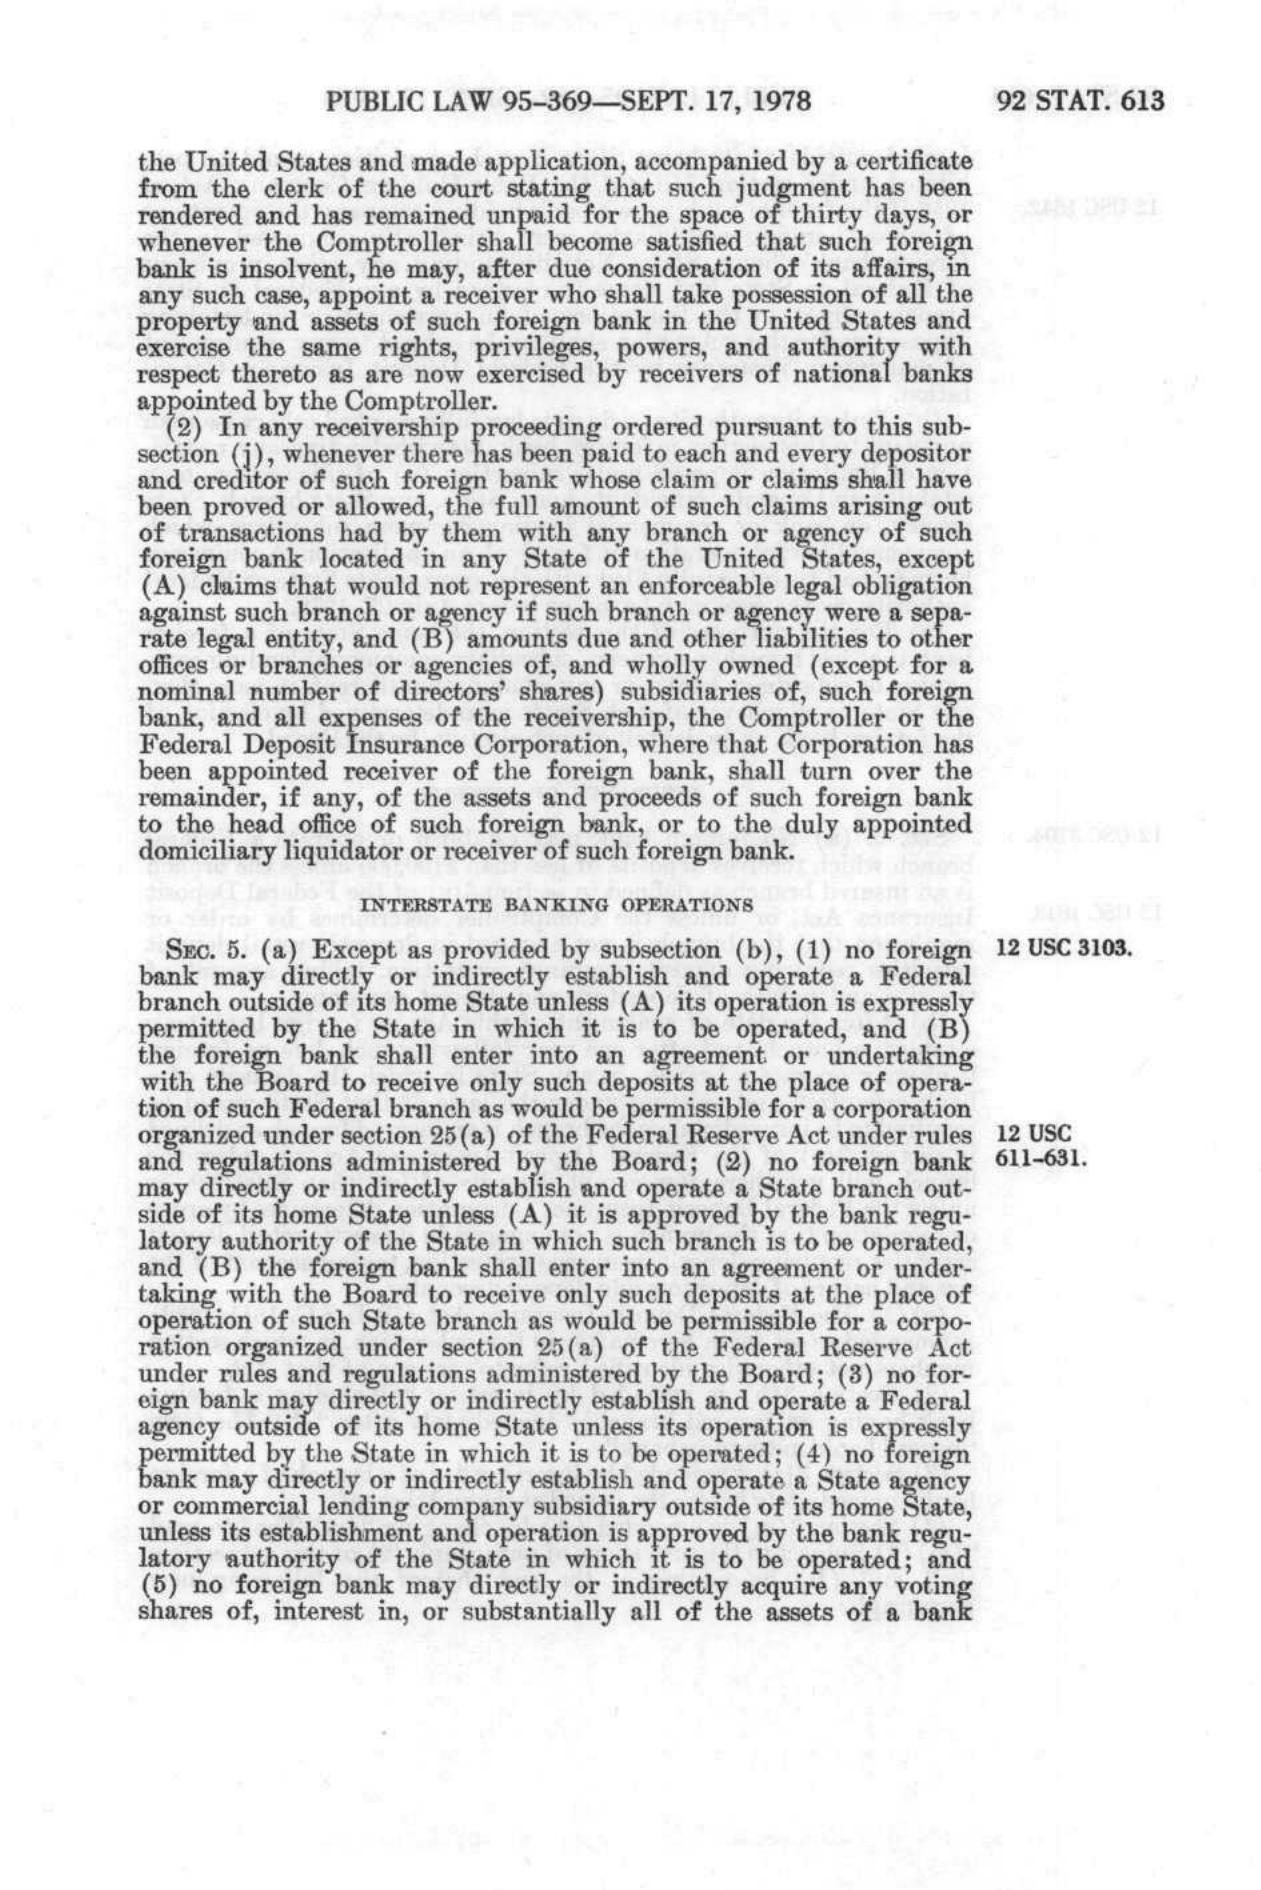 PUBLIC LAW 95–369—SEPT. 17, 1978 92 STAT. 613
the United States and made application, accompanied by a certificate
from the clerk of the court stating that such judgment has been
rendered and has remained unpaid for the space of thirty days, or
whenever the Comptroller shall become satisfied that such foreign
bank is insolvent, he may, after due consideration of its affairs, in
any such case, appoint a receiver who shall take possession of all the
property and assets of such foreign bank in the United States and
exercise the same rights, privileges, powers, and authority with
respect thereto as are now exercised by receivers of national banks
appointed by the Comptroller.
(2) In any receivership proceeding ordered pursuant to this sub-
section (j), whenever there has been paid to each and every depositor
and creditor of such foreign bank whose claim or claims shall have
been proved or allowed, the full amount of such claims arising out
of transactions had by them with any branch or agency of such
foreign bank located in any State of the United States, except
(A) claims that would not represent an enforceable legal obligation
against such branch or agency if such branch or agency were a sepa-
rate legal entity, and (B) amounts due and other liabilities to other
offices or branches or agencies of, and wholly owned (except for a
nominal number of directors' shares) subsidiaries of, such foreign
bank, and all expenses of the receivership, the Comptroller or the
Federal Deposit Insurance Corporation, where that Corporation has
been appointed receiver of the foreign bank, shall turn over the
remainder, if any, of the assets and proceeds of such foreign bank
to the head office of such foreign bank, or to the duly appointed
domiciliary liquidator or receiver of such foreign bank.
INTERSTATE BANKING OPERATIONS
SEC. 5. (a) Except as provided by subsection (b), (1) no foreign 12 USC 3103.
bank may directly or indirectly establish and operate a Federal
branch outside of its home State unless (A) its operation is expressly
permitted by the State in which it is to be operated, and (B)
the foreign bank shall enter into an agreement or undertaking
with the Board to receive only such deposits at the place of opera-
tion of such Federal branch as would be permissible for a corporation
organized under section 25(a) of the Federal Reserve Act under rules 12 USC
and regulations administered by the Board; (2) no foreign bank 611–631.
may directly or indirectly establish and operate a State branch out-
side of its home State unless (A) it is approved by the bank regu-
latory authority of the State in which such branch is to be operated,
and (B) the foreign bank shall enter into an agreement or under-
taking with the Board to receive only such deposits at the place of
operation of such State branch as would be permissible for a corpo-
ration organized under section 25(a) of the Federal Reserve Act
under rules and regulations administered by the Board; (3) no for-
eign bank may directly or indirectly establish and operate a Federal
agency outside of its home State unless its operation is expressly
permitted by the State in which it is to be operated; (4) no foreign
bank may directly or indirectly establish and operate a State agency
or commercial lending company subsidiary outside of its home State,
unless its establishment and operation is approved by the bank regu-
latory authority of the State in which it is to be operated; and
(5) no foreign bank may directly or indirectly acquire any voting
shares of, interest in, or substantially all of the assets of a bank